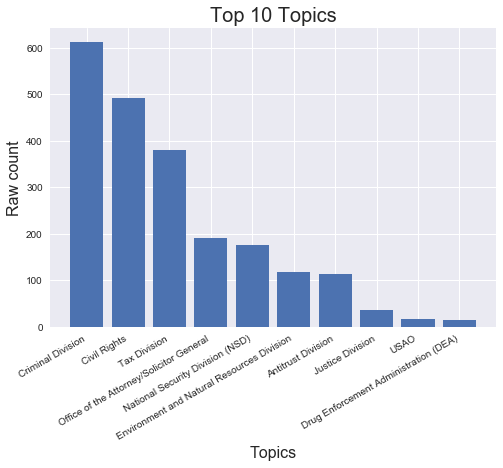 Top 10 Topics
Raw count
600
500
400
300
200
100
0
Criminal Division
Civil Rights
Tax Division
Office of the Attorney/Solicitor General
National Security Division (NSD)
Environment and Natural Resources Division
Antitrust Division
Justice Division
USAO
Drug Enforcement Administration (DEA)
Topics